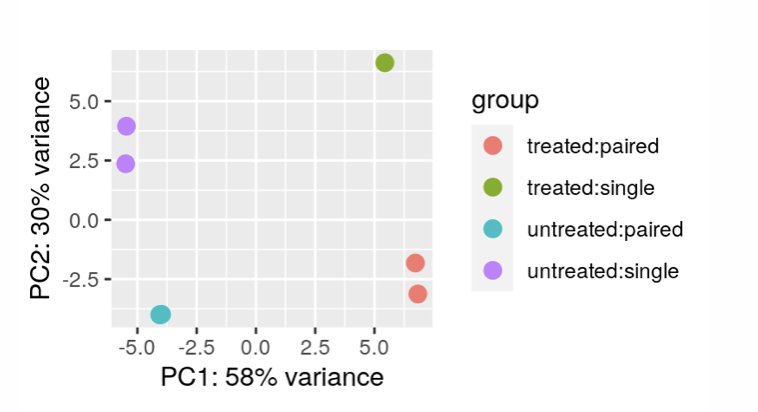 group
treated:paired
treated:single
untreated:paired
untreated:single
PC2: 30% variance
5.0
2.5
0.0
-2.5
-5.0 -2.5 0.0 2.5 5.0
PC1: 58% variance